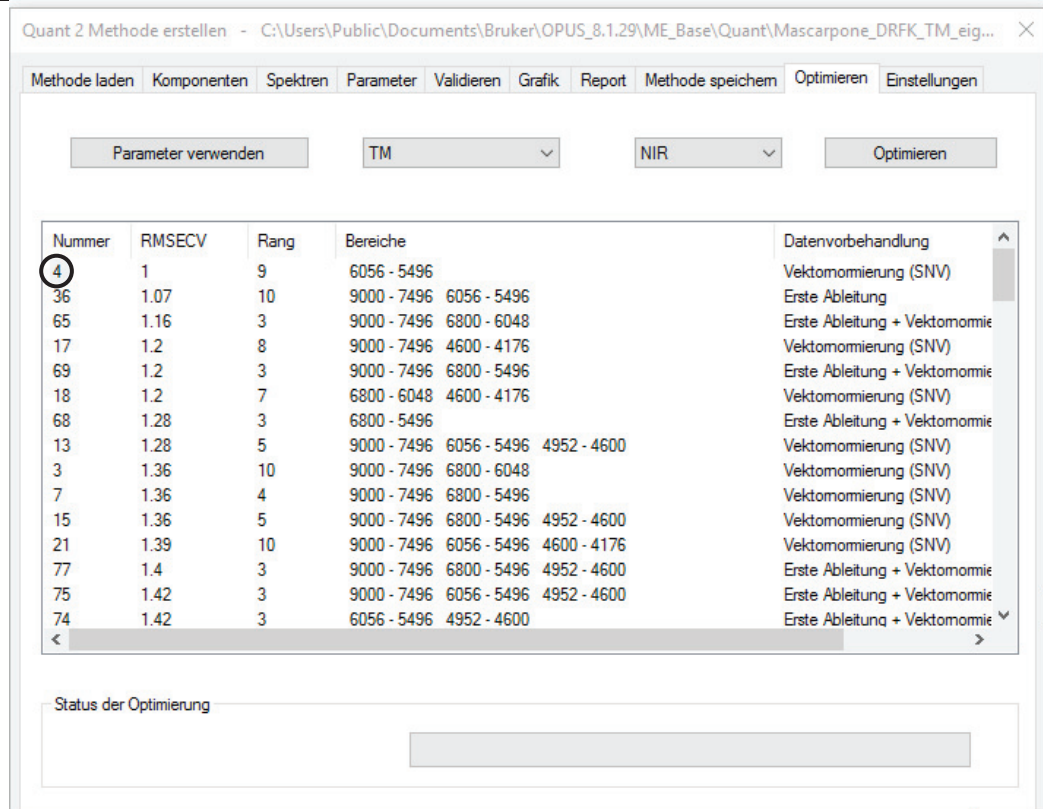 Quant 2 Methode erstellen - C:\Users\Public\Documents\Bruker\OPUS_8.1.29\ME_Base\Quant\Mascarpone_DRFK_TM_eig...
Methode laden Komponenten Spektren Parameter Validieren Grafik Report Methode speichern Optimieren Einstellungen
Parameter verwenden TM NIR Optimieren
Nummer RMSECV Rang Bereiche Datenvorbehandlung
4 1 9 6056 - 5496 Vektornormierung (SNV)
36 1.07 10 9000 - 7496 6056 - 5496 Erste Ableitung
65 1.16 3 9000 - 7496 6800 - 6048 Erste Ableitung + Vektornormie
17 1.2 8 9000 - 7496 4600 - 4176 Vektornormierung (SNV)
69 1.2 3 9000 - 7496 6800 - 5496 Erste Ableitung + Vektornormie
18 1.2 7 6800 - 6048 4600 - 4176 Vektornormierung (SNV)
68 1.28 3 6800 - 5496 Erste Ableitung + Vektornormie
13 1.28 5 9000 - 7496 6056 - 5496 4952 - 4600 Vektornormierung (SNV)
3 1.36 10 9000 - 7496 6800 - 6048 Vektornormierung (SNV)
7 1.36 4 9000 - 7496 6800 - 5496 Vektornormierung (SNV)
15 1.36 5 9000 - 7496 6800 - 5496 4952 - 4600 Vektornormierung (SNV)
21 1.39 10 9000 - 7496 6056 - 5496 4600 - 4176 Vektornormierung (SNV)
77 1.4 3 9000 - 7496 6800 - 5496 4952 - 4600 Erste Ableitung + Vektornormie
75 1.42 3 9000 - 7496 6056 - 5496 4952 - 4600 Erste Ableitung + Vektornormie
74 1.42 3 6056 - 5496 4952 - 4600 Erste Ableitung + Vektornormie
Status der Optimierung